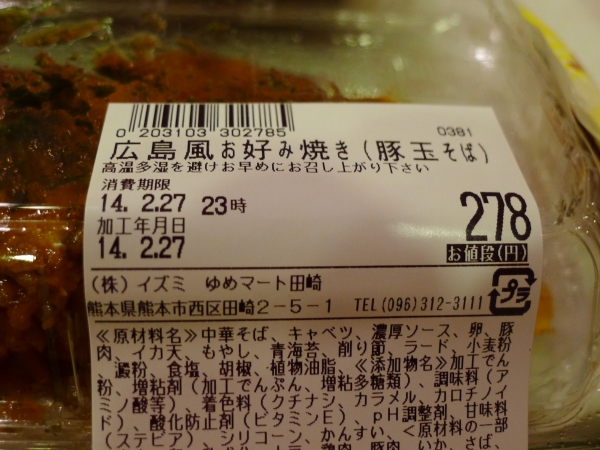 0 203103 302785
0381
広島風お好み焼き(豚玉そば)
高温多湿を避けお早めにお召し上がり下さい
消費期限
14. 2.27 23時
加工年月日
14. 2.27
278
お値段(円)
(株)イズミ ゆめマート田崎
熊本県熊本市西区田崎2-5-1 TEL(096)312-3111
プラ
≪原材料名≫中華そば、キャベツ、濃厚ソース、卵、豚
肉、イカ天、もやし、青海苔、削り節、ラード、小麦粉
、澱粉、食塩、胡椒、植物油脂、≪添加物名≫加工でん
粉、増粘剤(加工でんぷん、増粘多糖類)、調味料(ア
ミノ酸等)、着色料(クチナシ、カラメル、カロチノイ
ド)、酸化防止剤(ビタミンE)、pH調整剤、甘味料
(ステビア)、シリコーン、かんすい、<原材料の一部
鶏肉、豚肉、いか、さば、